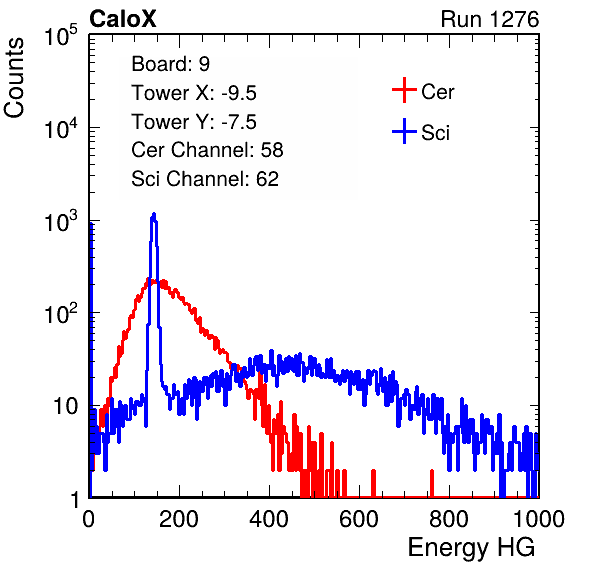 CaloX Run 1276
Counts
Board: 9
Tower X: -9.5
Tower Y: -7.5
Cer Channel: 58
Sci Channel: 62
Cer
Sci
10^5
10^4
10^3
10^2
10
1
0 200 400 600 800 1000
Energy HG